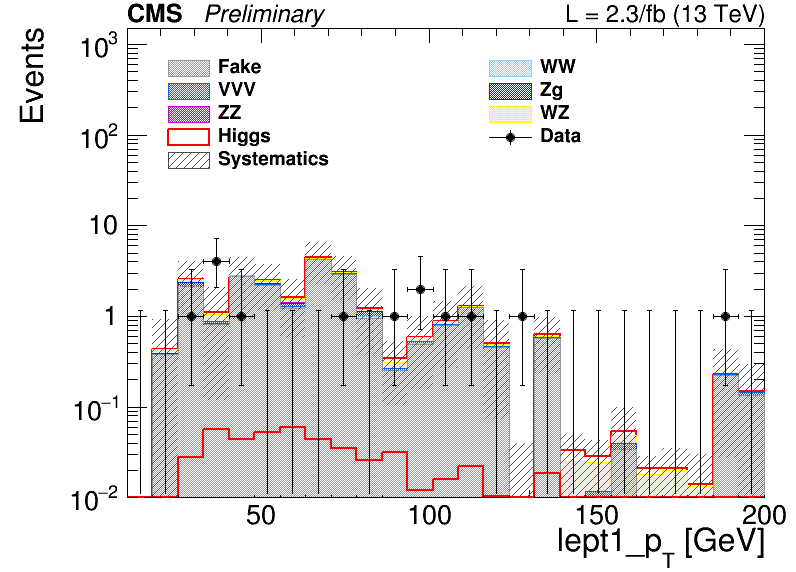 CMS Preliminary L = 2.3/fb (13 TeV)
Events
10³
10²
10
1
10⁻¹
10⁻²
Fake
VVV
ZZ
Higgs
Systematics
WW
Zg
WZ
Data
50 100 150 200
lept1_p_T [GeV]